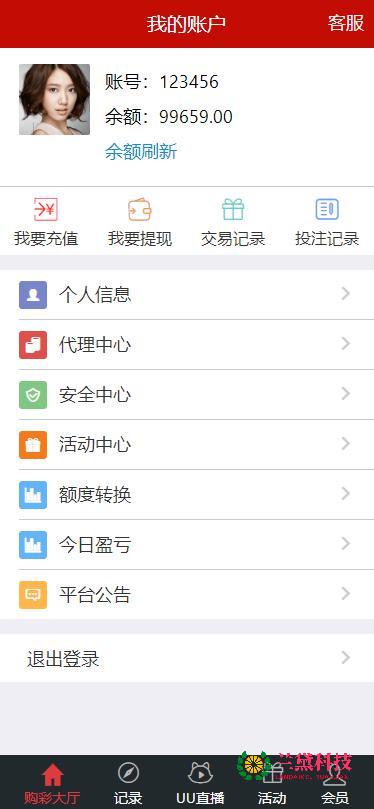 我的账户
客服
账号：123456
余额：99659.00
余额刷新
我要充值 我要提现 交易记录 投注记录
个人信息
代理中心
安全中心
活动中心
额度转换
今日盈亏
平台公告
退出登录
兰黛科技
购彩大厅 记录 UU直播 活动 会员